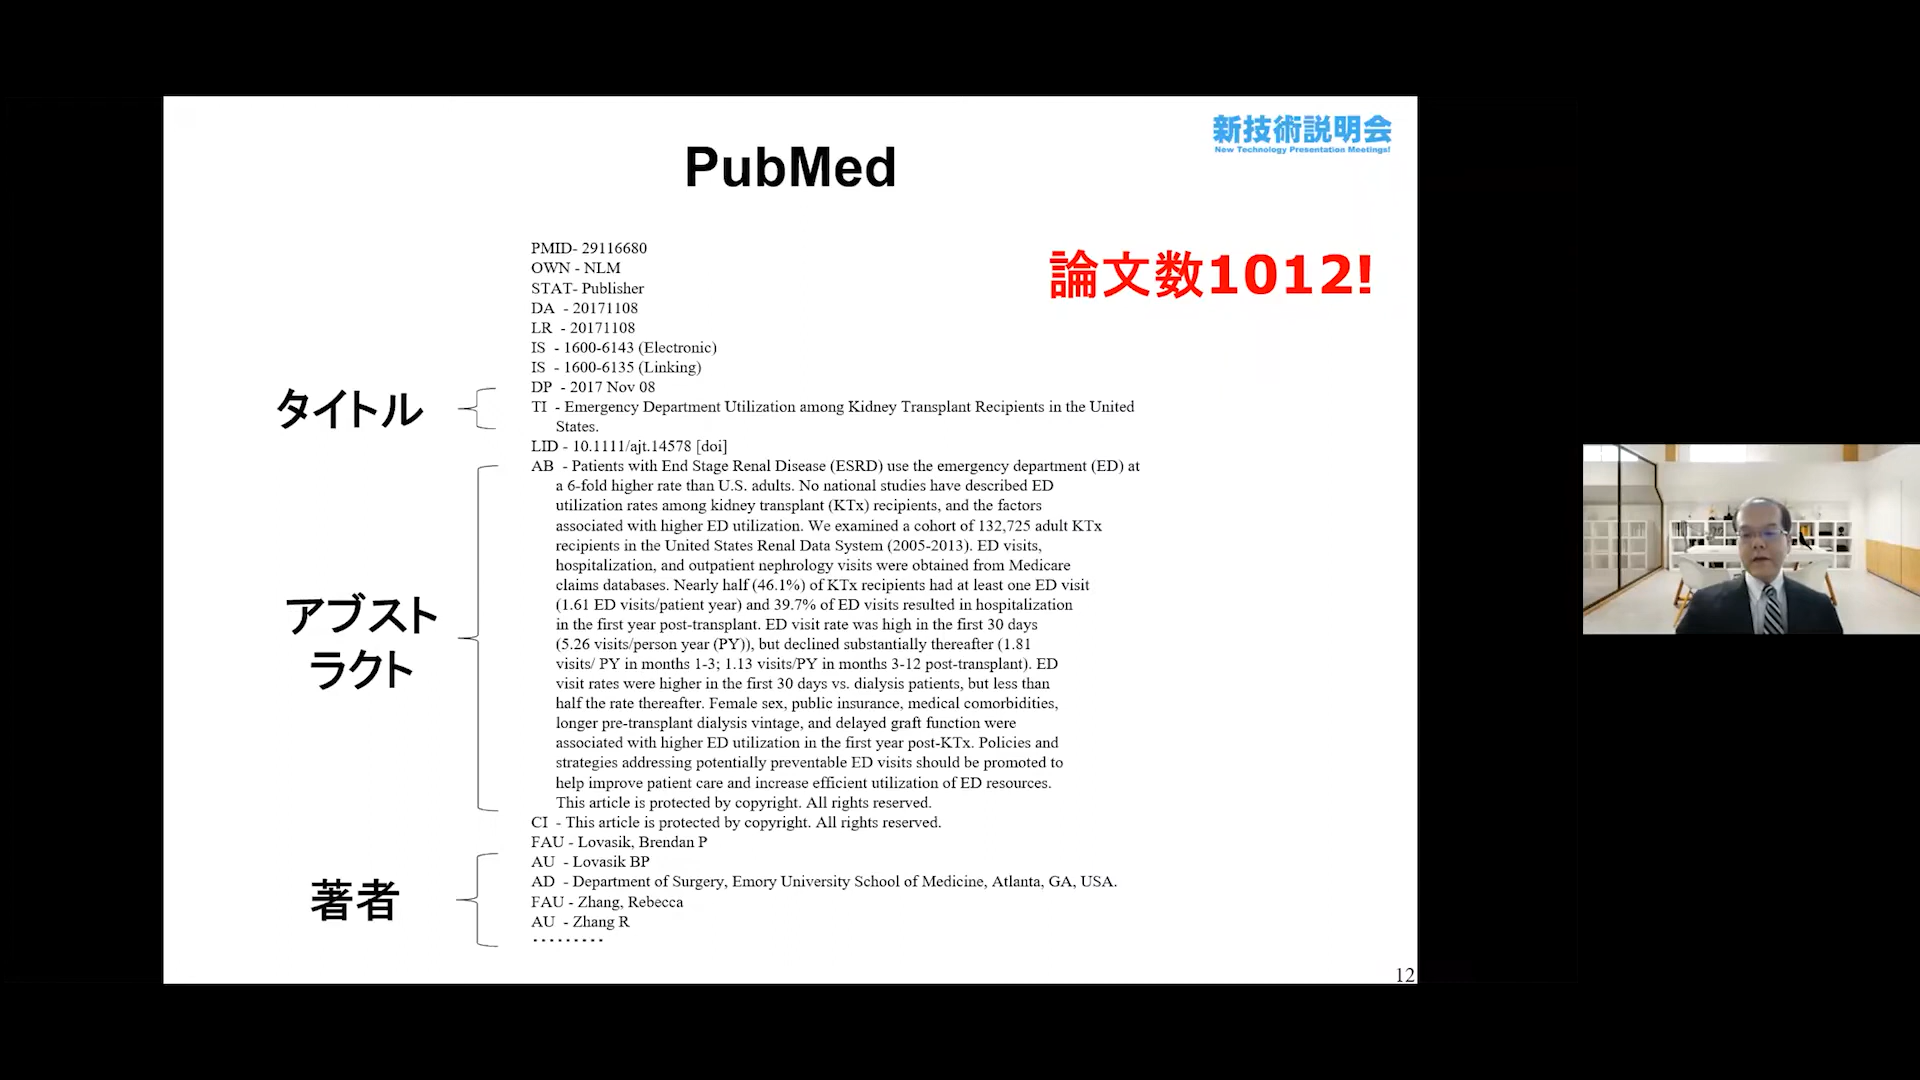 新技術説明会
New Technology Presentation Meetings!
PubMed
論文数1012!
PMID- 29116680
OWN - NLM
STAT- Publisher
DA - 20171108
LR - 20171108
IS - 1600-6143 (Electronic)
IS - 1600-6135 (Linking)
DP - 2017 Nov 08
タイトル
TI - Emergency Department Utilization among Kidney Transplant Recipients in the United
States.
LID - 10.1111/ajt.14578 [doi]
アブスト
ラクト
AB - Patients with End Stage Renal Disease (ESRD) use the emergency department (ED) at
a 6-fold higher rate than U.S. adults. No national studies have described ED
utilization rates among kidney transplant (KTx) recipients, and the factors
associated with higher ED utilization. We examined a cohort of 132,725 adult KTx
recipients in the United States Renal Data System (2005-2013). ED visits,
hospitalization, and outpatient nephrology visits were obtained from Medicare
claims databases. Nearly half (46.1%) of KTx recipients had at least one ED visit
(1.61 ED visits/patient year) and 39.7% of ED visits resulted in hospitalization
in the first year post-transplant. ED visit rate was high in the first 30 days
(5.26 visits/person year (PY)), but declined substantially thereafter (1.81
visits/ PY in months 1-3; 1.13 visits/PY in months 3-12 post-transplant). ED
visit rates were higher in the first 30 days vs. dialysis patients, but less than
half the rate thereafter. Female sex, public insurance, medical comorbidities,
longer pre-transplant dialysis vintage, and delayed graft function were
associated with higher ED utilization in the first year post-KTx. Policies and
strategies addressing potentially preventable ED visits should be promoted to
help improve patient care and increase efficient utilization of ED resources.
This article is protected by copyright. All rights reserved.
CI - This article is protected by copyright. All rights reserved.
FAU - Lovasik, Brendan P
著者
AU - Lovasik BP
AD - Department of Surgery, Emory University School of Medicine, Atlanta, GA, USA.
FAU - Zhang, Rebecca
AU - Zhang R
･････････
12